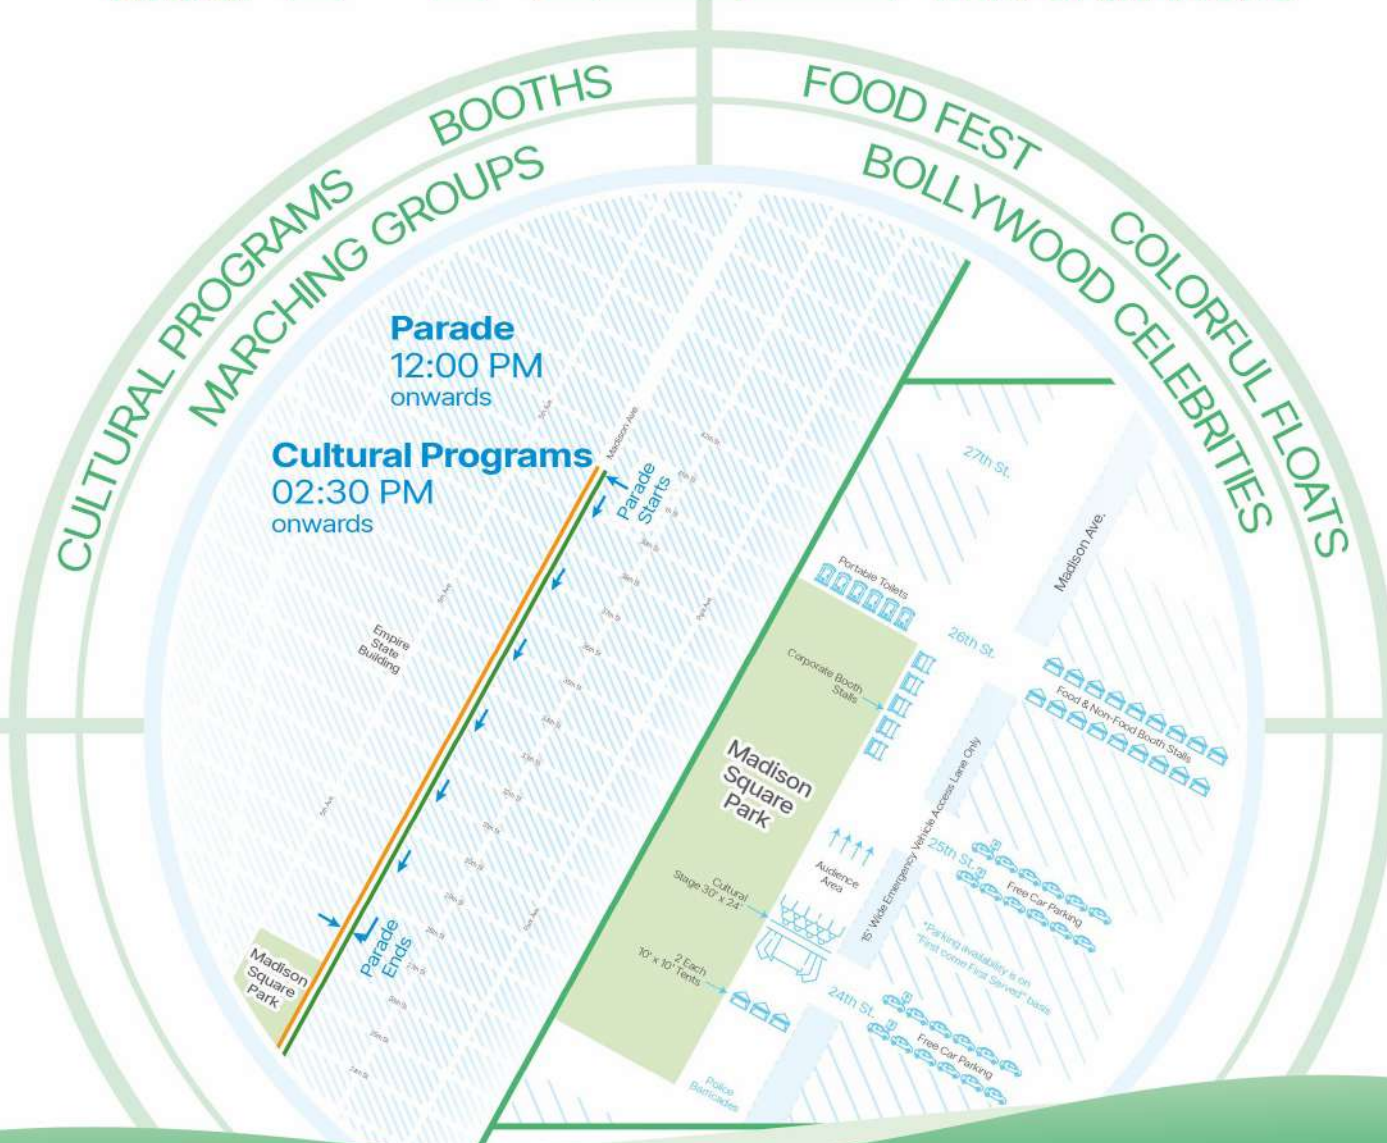 CULTURAL PROGRAMS
BOOTHS
MARCHING GROUPS
FOOD FEST
COLORFUL FLOATS
BOLLYWOOD CELEBRITIES
Parade
12:00 PM
onwards
Cultural Programs
02:30 PM
onwards
Madison Ave
Parade
Starts
Empire
State
Building
Parade
Ends
Madison
Square
Park
27th St.
Madison Ave.
Portable Toilets
26th St.
Corporate Booth
Stalls
Food & Non-Food Booth Stalls
Madison
Square
Park
15' Wide Emergency Vehicle Access Lane Only
25th St.
Free Car Parking
Audience
Area
Cultural
Stage 30' x 24'
*Parking availability is on
"First come First Served" basis
2 Each
10' x 10' Tents
24th St.
Free Car Parking
Police
Barricades